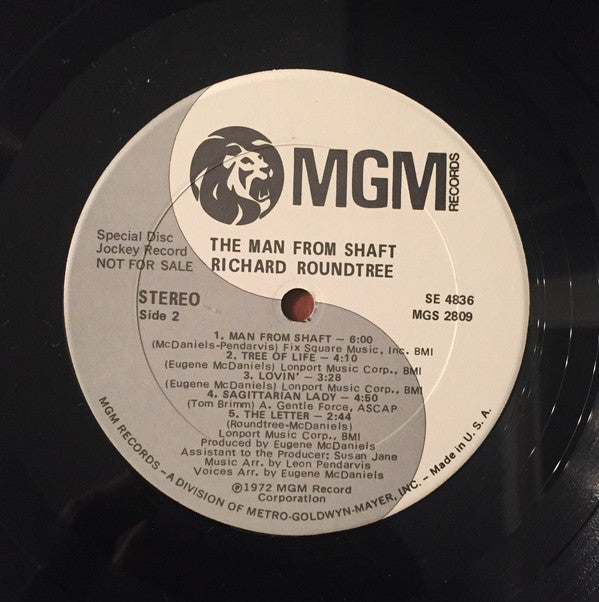 MGM
RECORDS
Special Disc
Jockey Record
NOT FOR SALE
THE MAN FROM SHAFT
RICHARD ROUNDTREE
STEREO
Side 2
SE 4836
MGS 2809
1. MAN FROM SHAFT – 6:00
(McDaniels-Pendarvis) Fix Square Music, Inc. BMI
2. TREE OF LIFE – 4:10
(Eugene McDaniels) Lonport Music Corp., BMI
3. LOVIN' – 3:28
(Eugene McDaniels) Lonport Music Corp., BMI
4. SAGITTARIAN LADY – 4:50
(Tom Brimm) A. Gentle Force, ASCAP
5. THE LETTER – 2:44
(Roundtree-McDaniels)
Lonport Music Corp., BMI
Produced by Eugene McDaniels
Assistant to the Producer: Susan Jane
Music Arr. by Leon Pendarvis
Voices Arr. by Eugene McDaniels
℗1972 MGM Record
Corporation
MGM RECORDS – A DIVISION OF METRO-GOLDWYN-MAYER, INC. – Made in U.S.A.